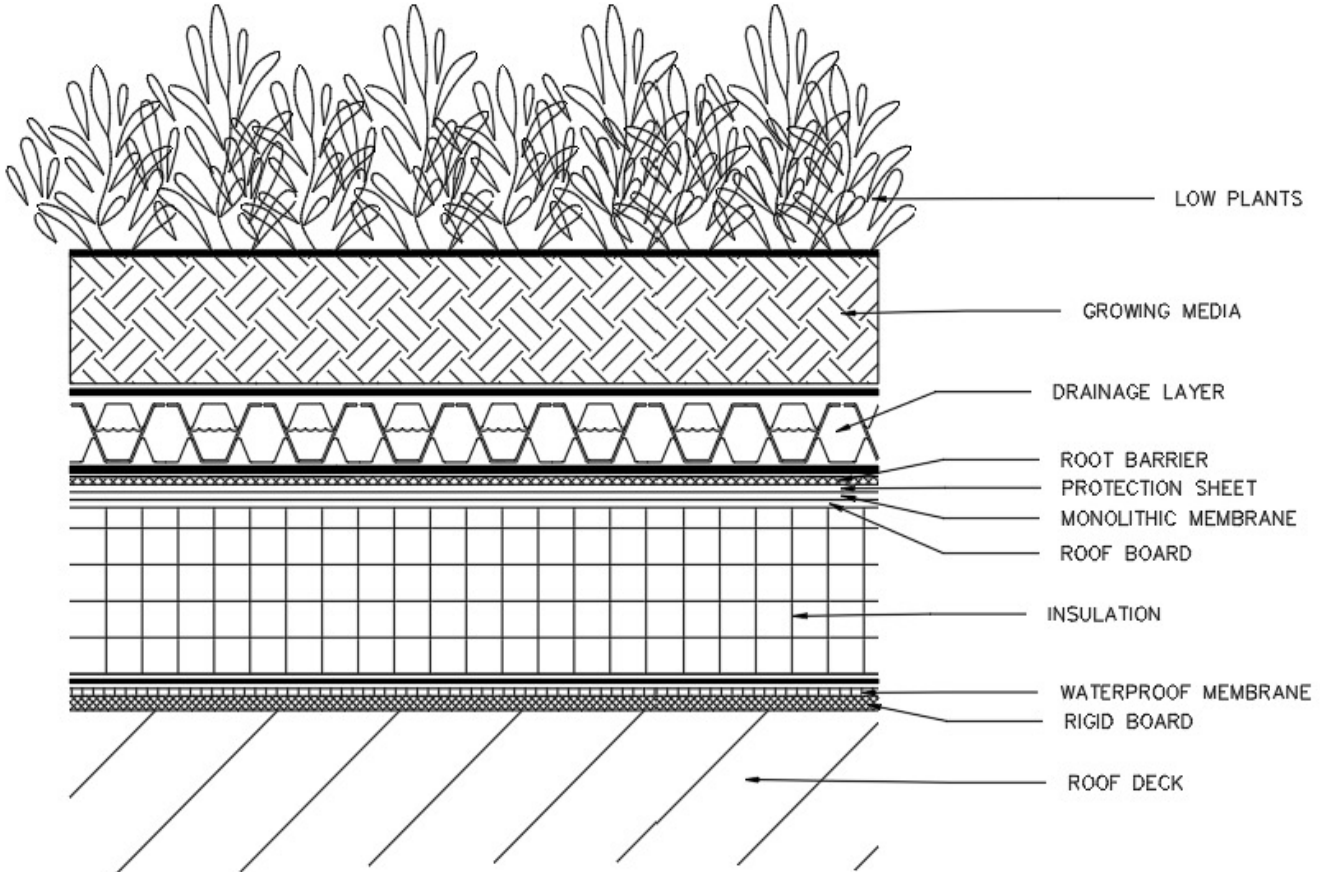 LOW PLANTS
GROWING MEDIA
DRAINAGE LAYER
ROOT BARRIER
PROTECTION SHEET
MONOLITHIC MEMBRANE
ROOF BOARD
INSULATION
WATERPROOF MEMBRANE
RIGID BOARD
ROOF DECK